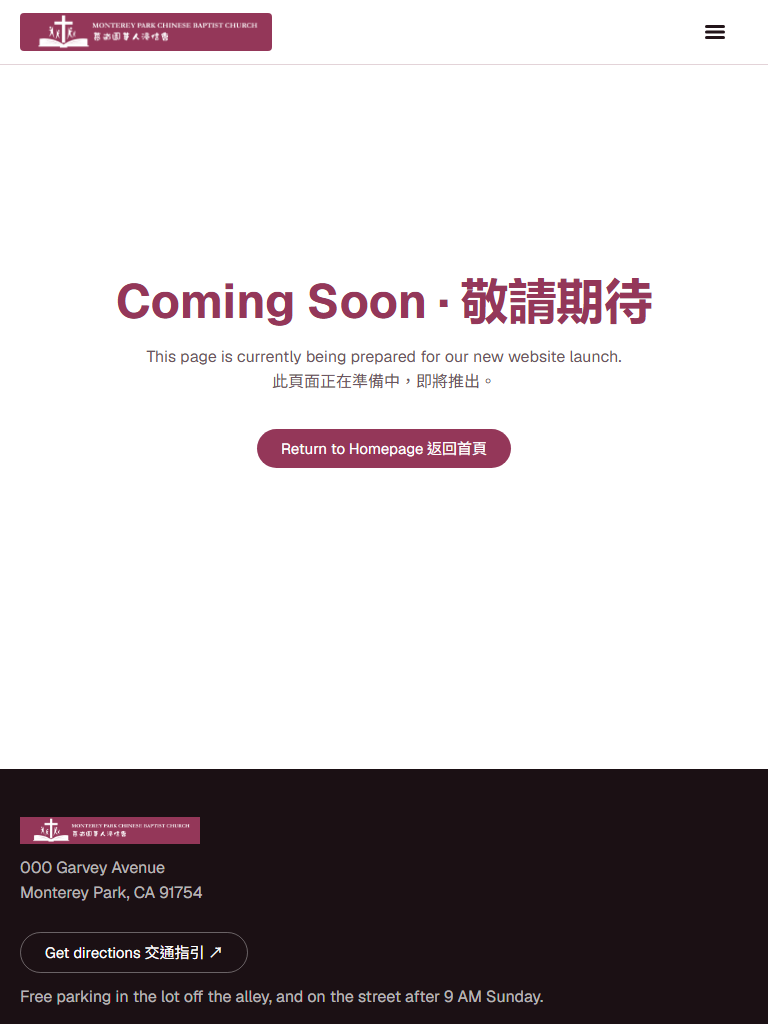 MONTEREY PARK CHINESE BAPTIST CHURCH
Coming Soon · 敬請期待
This page is currently being prepared for our new website launch.
此頁面正在準備中，即將推出。
Return to Homepage 返回首頁
MONTEREY PARK CHINESE BAPTIST CHURCH
000 Garvey Avenue
Monterey Park, CA 91754
Get directions 交通指引 ↗
Free parking in the lot off the alley, and on the street after 9 AM Sunday.